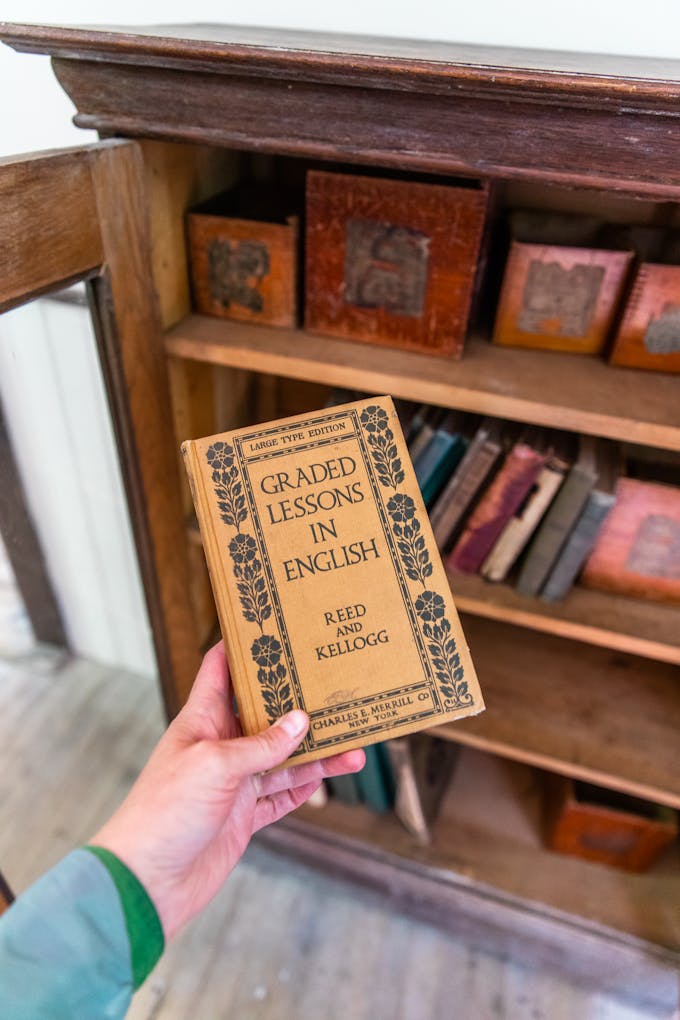 LARGE TYPE EDITION
GRADED
LESSONS
IN
ENGLISH
REED
AND
KELLOGG
CHARLES E. MERRILL CO
NEW YORK